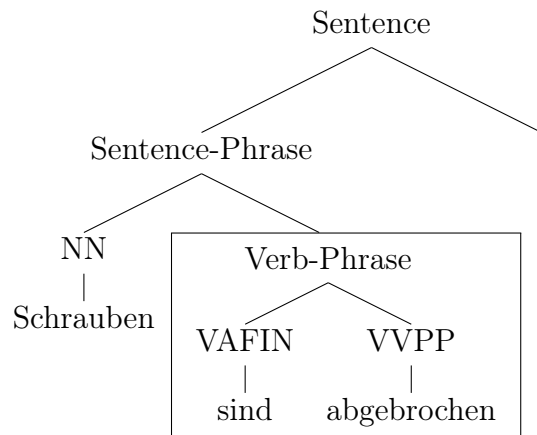 Sentence
Sentence-Phrase
NN
Verb-Phrase
Schrauben
VAFIN VVPP
sind abgebrochen